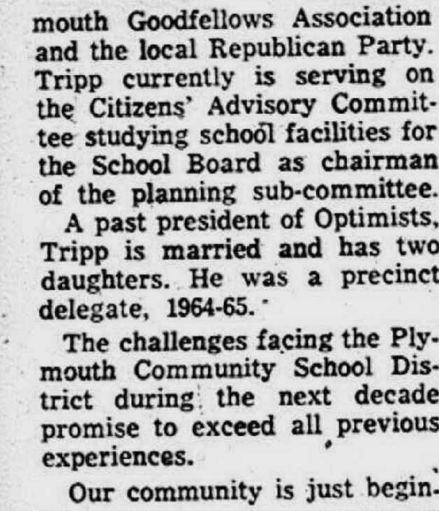 mouth Goodfellows Association
and the local Republican Party.
Tripp currently is serving on
the Citizens' Advisory Commit-
tee studying school facilities for
the School Board as chairman
of the planning sub-committee.
A past president of Optimists,
Tripp is married and has two
daughters. He was a precinct
delegate, 1964-65.
The challenges facing the Ply-
mouth Community School Dis-
trict during the next decade
promise to exceed all previous
experiences.
Our community is just begin-